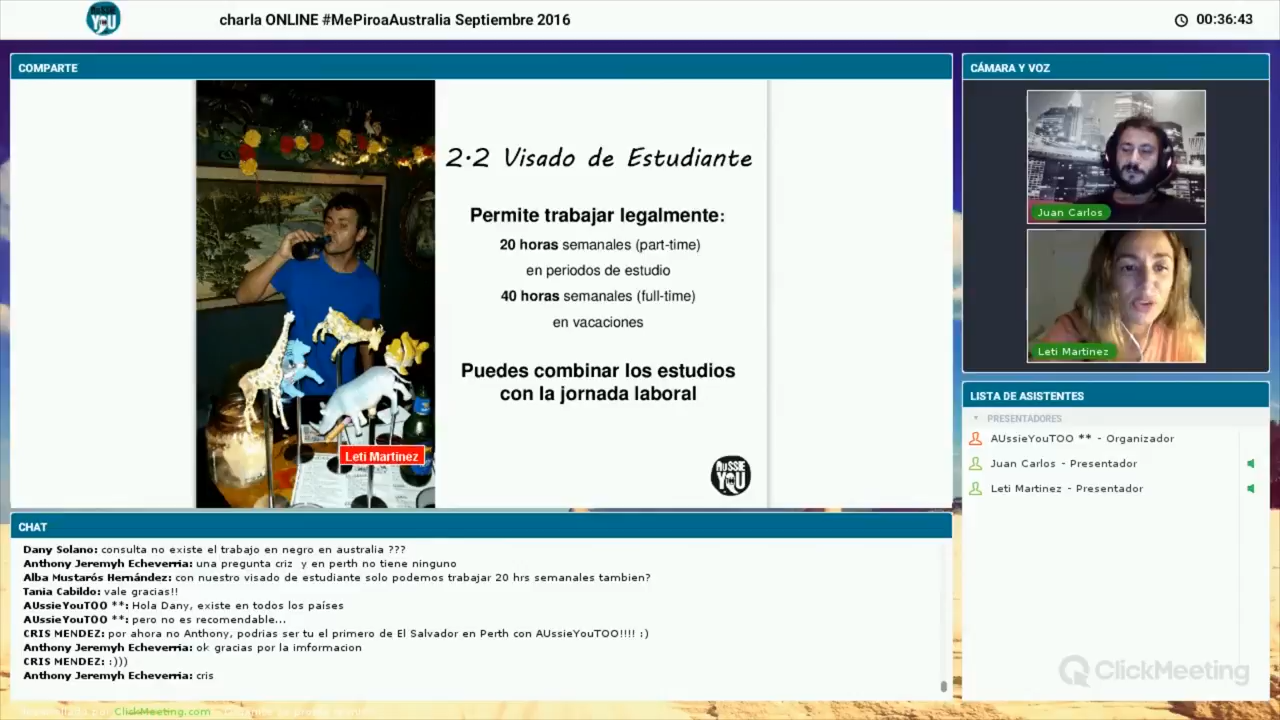 AUSSIE
YOU
charla ONLINE #MePiroaAustralia Septiembre 2016
00:36:43
COMPARTE
2.2 Visado de Estudiante
Permite trabajar legalmente:
20 horas semanales (part-time)
en periodos de estudio
40 horas semanales (full-time)
en vacaciones
Puedes combinar los estudios
con la jornada laboral
Leti Martinez
AUSSIE
YOU
CÁMARA Y VOZ
Juan Carlos
Leti Martinez
LISTA DE ASISTENTES
PRESENTADORES
AUssieYouTOO ** - Organizador
Juan Carlos - Presentador
Leti Martinez - Presentador
CHAT
Dany Solano: consulta no existe el trabajo en negro en australia ???
Anthony Jeremyh Echeverria: una pregunta criz y en perth no tiene ninguno
Alba Mustarós Hernández: con nuestro visado de estudiante solo podemos trabajar 20 hrs semanales tambien?
Tania Cabildo: vale gracias!!
AUssieYouTOO **: Hola Dany, existe en todos los países
AUssieYouTOO **: pero no es recomendable...
CRIS MENDEZ: por ahora no Anthony, podrias ser tu el primero de El Salvador en Perth con AUssieYouTOO!!!! :)
Anthony Jeremyh Echeverria: ok gracias por la imformacion
CRIS MENDEZ: :)))
Anthony Jeremyh Echeverria: cris
ClickMeeting
ClickMeeting.com